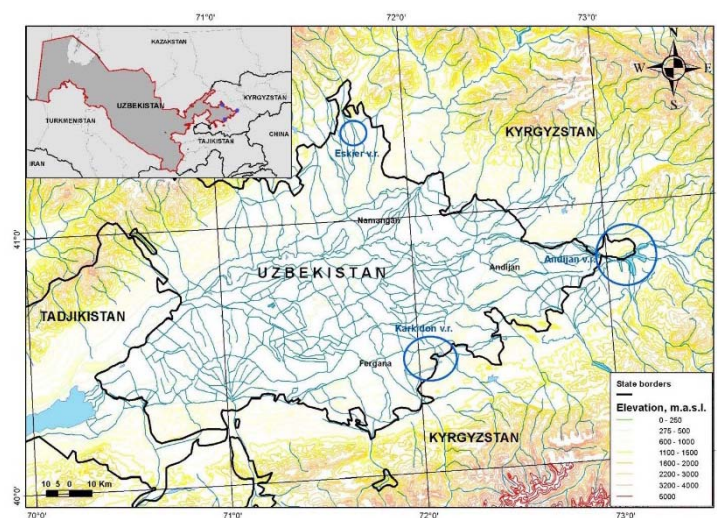 71°0'
72°0'
73°0'
KAZAKSTAN
UZBEKISTAN
KYRGYZSTAN
TURKMENISTAN
TAJIKISTAN
CHINA
IRAN
N
W E
S
KYRGYZSTAN
Eskier v.r.
Namangan
41°0'
41°0'
UZBEKISTAN
Andijan
Andijan v.r.
TADJIKISTAN
Karkidon v.r.
Fergana
KYRGYZSTAN
State borders
Elevation, m.a.s.l.
0 - 250
275 - 500
600 - 1000
1100 - 1500
1600 - 2000
2200 - 3000
3200 - 4000
5000
10 5 0 10 Km
40°0'
70°0'
71°0'
72°0'
73°0'